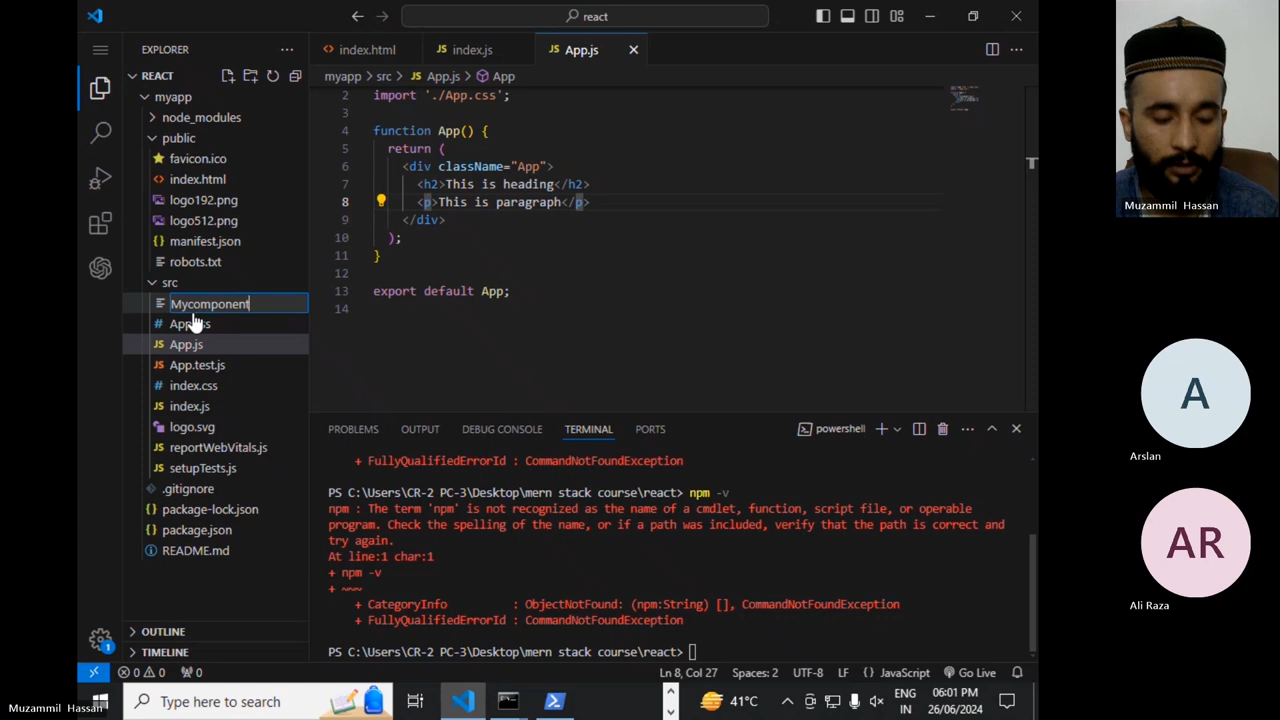 react
EXPLORER
index.html
index.js
App.js
REACT
myapp > src > App.js > App
myapp
node_modules
public
favicon.ico
index.html
logo192.png
logo512.png
manifest.json
robots.txt
src
Mycomponent
App.js
App.test.js
index.css
index.js
logo.svg
reportWebVitals.js
setupTests.js
.gitignore
package-lock.json
package.json
README.md
OUTLINE
TIMELINE
2 import './App.css';
3
4 function App() {
5 return (
6 <div className="App">
7 <h2>This is heading</h2>
8 <p>This is paragraph</p>
9 </div>
10 );
11 }
12
13 export default App;
14
PROBLEMS OUTPUT DEBUG CONSOLE TERMINAL PORTS
powershell
+ FullyQualifiedErrorId : CommandNotFoundException
PS C:\Users\CR-2 PC-3\Desktop\mern stack course\react> npm -v
npm : The term 'npm' is not recognized as the name of a cmdlet, function, script file, or operable
program. Check the spelling of the name, or if a path was included, verify that the path is correct and
try again.
At line:1 char:1
+ npm -v
+ ~~~
+ CategoryInfo : ObjectNotFound: (npm:String) [], CommandNotFoundException
+ FullyQualifiedErrorId : CommandNotFoundException
PS C:\Users\CR-2 PC-3\Desktop\mern stack course\react>
1
0 0 0
Ln 8, Col 27 Spaces: 2 UTF-8 LF {} JavaScript Go Live
Type here to search
41°C
ENG
IN
06:01 PM
26/06/2024
Muzammil Hassan
Muzammil Hassan
A
Arslan
AR
Ali Raza